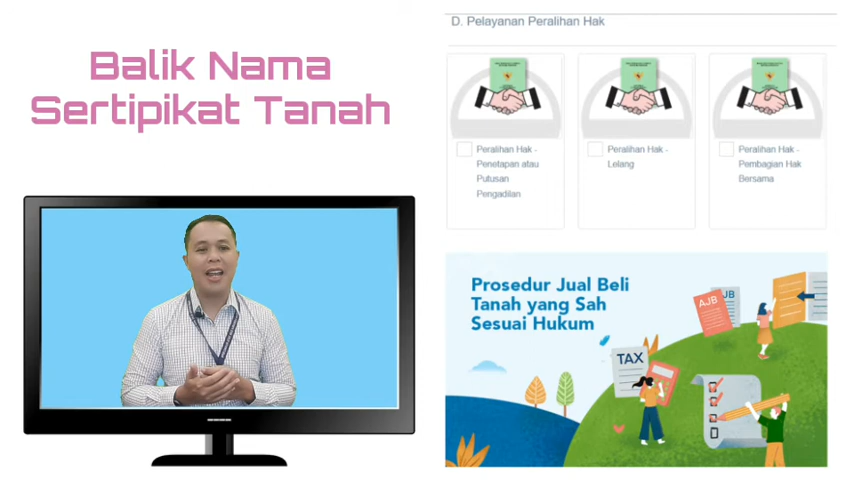 Balik Nama
Sertipikat Tanah
D. Pelayanan Peralihan Hak
Peralihan Hak -
Penetapan atau
Putusan
Pengadilan
Peralihan Hak -
Lelang
Peralihan Hak -
Pembagian Hak
Bersama
Prosedur Jual Beli
Tanah yang Sah
Sesuai Hukum
AJB
JB
TAX